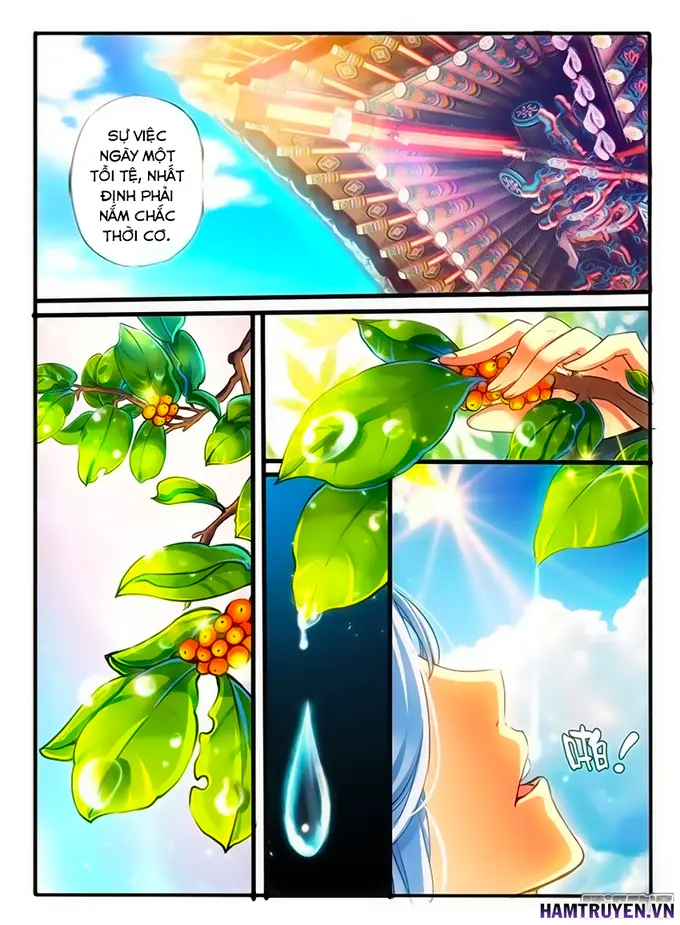 SỰ VIỆC
NGÀY MỘT
TỒI TỆ, NHẤT
ĐỊNH PHẢI
NẮM CHẮC
THỜI CƠ.
啪!
HAMTRUYEN.VN